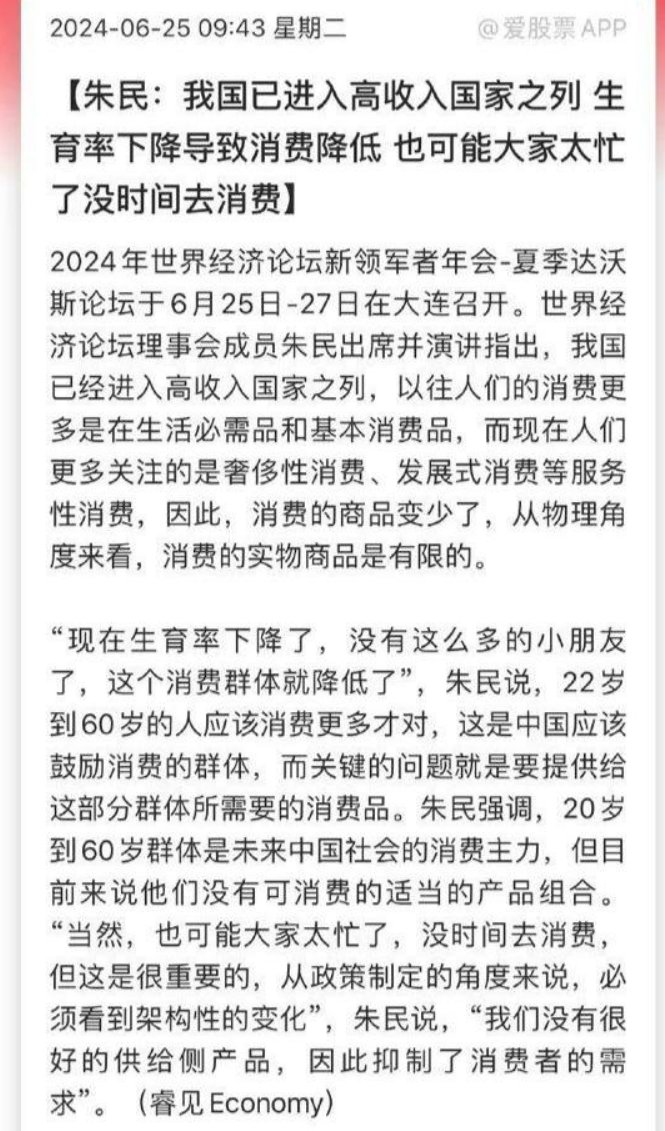 2024-06-25 09:43 星期二 @爱股票APP
【朱民：我国已进入高收入国家之列 生
育率下降导致消费降低 也可能大家太忙
了没时间去消费】
2024年世界经济论坛新领军者年会-夏季达沃
斯论坛于6月25日-27日在大连召开。世界经
济论坛理事会成员朱民出席并演讲指出，我国
已经进入高收入国家之列，以往人们的消费更
多是在生活必需品和基本消费品，而现在人们
更多关注的是奢侈性消费、发展式消费等服务
性消费，因此，消费的商品变少了，从物理角
度来看，消费的实物商品是有限的。
“现在生育率下降了，没有这么多的小朋友
了，这个消费群体就降低了”，朱民说，22岁
到60岁的人应该消费更多才对，这是中国应该
鼓励消费的群体，而关键的问题就是要提供给
这部分群体所需要的消费品。朱民强调，20岁
到60岁群体是未来中国社会的消费主力，但目
前来说他们没有可消费的适当的产品组合。
“当然，也可能大家太忙了，没时间去消费，
但这是很重要的，从政策制定的角度来说，必
须看到架构性的变化”，朱民说，“我们没有很
好的供给侧产品，因此抑制了消费者的需
求”。（睿见Economy）